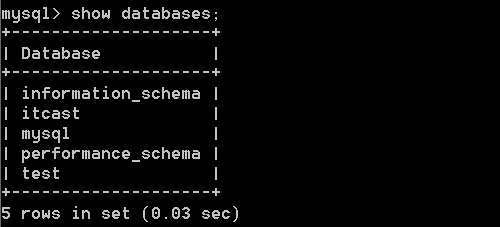 mysql> show databases;
+--------------------+
| Database           |
+--------------------+
| information_schema |
| itcast             |
| mysql              |
| performance_schema |
| test               |
+--------------------+
5 rows in set (0.03 sec)